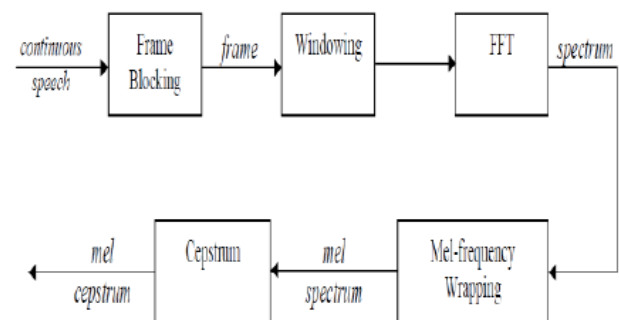 continuous
speech
Frame
Blocking
frame
Windowing
FFT
spectrum
mel
cepstrum
Cepstrum
mel
spectrum
Mel-frequency
Wrapping